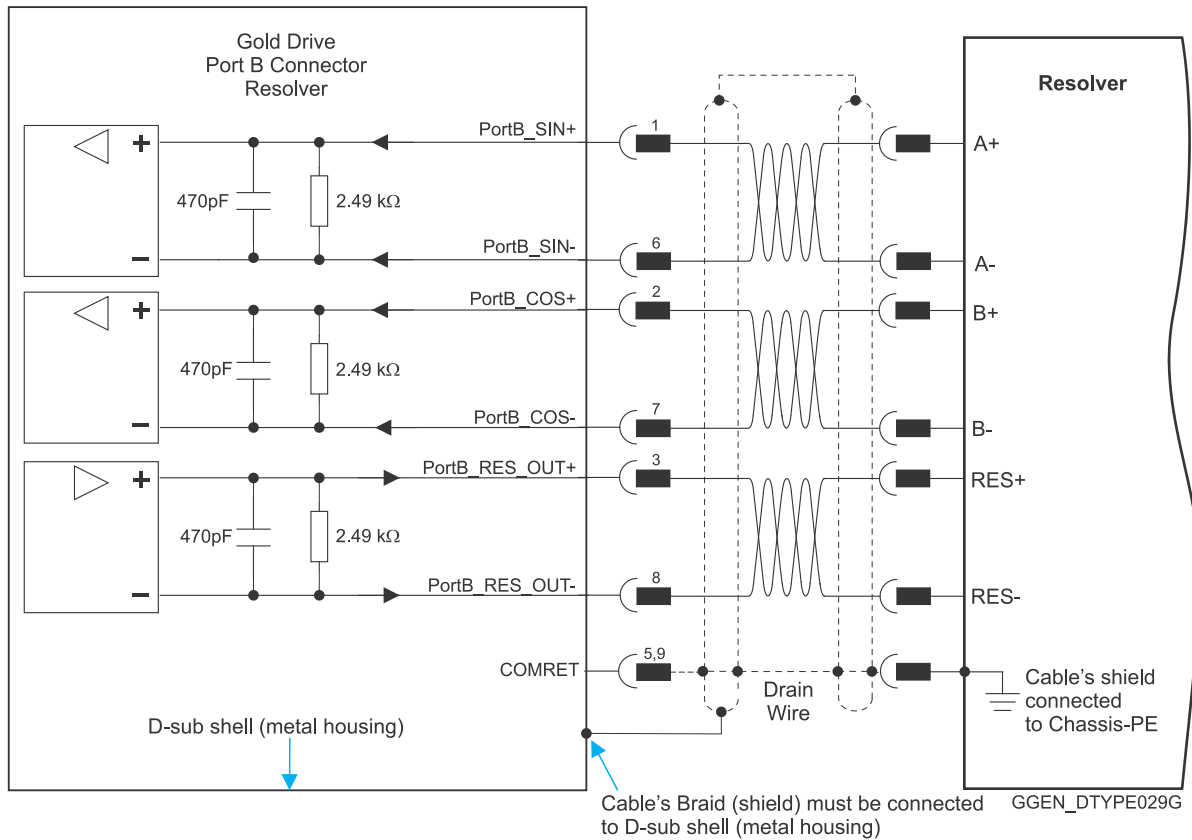 Gold Drive
Port B Connector
Resolver
Resolver
PortB_SIN+
1
A+
+
470pF
2.49 kΩ
PortB_SIN-
6
A-
−
PortB_COS+
2
B+
+
470pF
2.49 kΩ
PortB_COS-
7
B-
−
PortB_RES_OUT+
3
RES+
+
470pF
2.49 kΩ
PortB_RES_OUT-
8
RES-
−
COMRET
5,9
Drain
Wire
Cable's shield
connected
to Chassis-PE
D-sub shell (metal housing)
Cable's Braid (shield) must be connected
to D-sub shell (metal housing)
GGEN_DTYPE029G